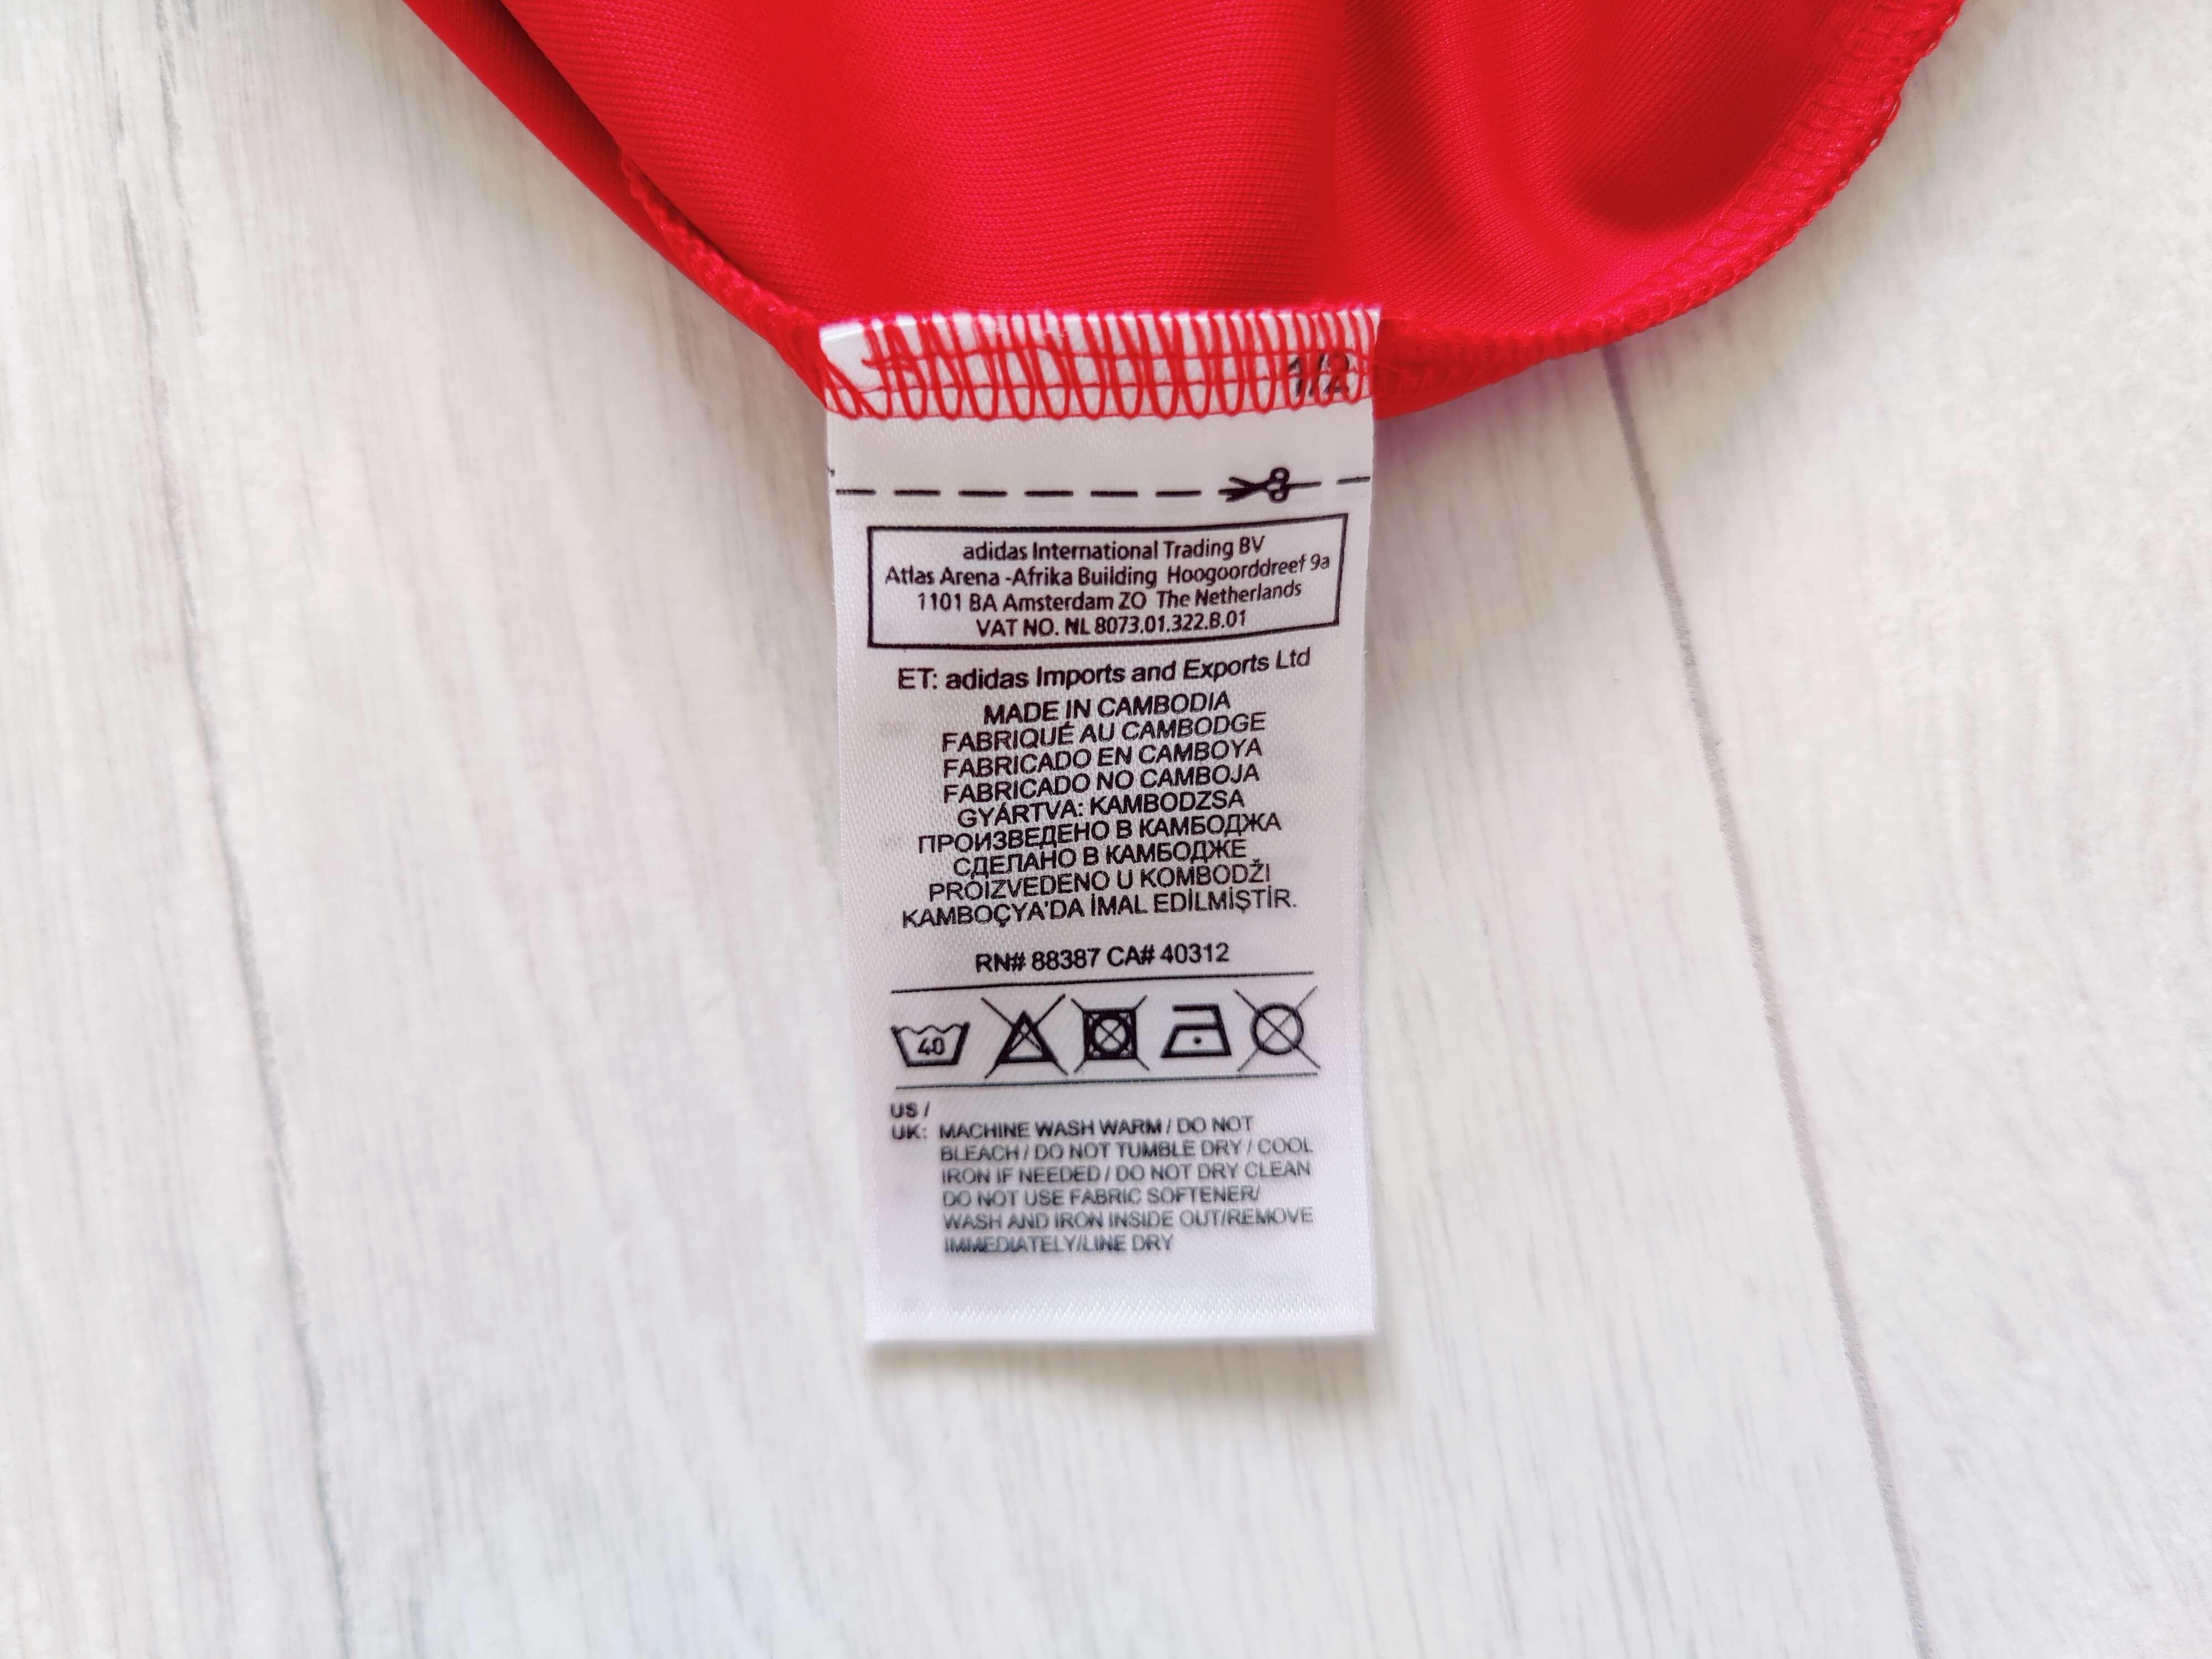 1/2
adidas International Trading BV
Atlas Arena -Afrika Building Hoogoorddreef 9a
1101 BA Amsterdam ZO The Netherlands
VAT NO. NL 8073.01.322.B.01
ET: adidas Imports and Exports Ltd
MADE IN CAMBODIA
FABRIQUÉ AU CAMBODGE
FABRICADO EN CAMBOYA
FABRICADO NO CAMBOJA
GYÁRTVA: KAMBODZSA
ПРОИЗВЕДЕНО В КАМБОДЖА
СДЕЛАНО В КАМБОДЖЕ
PROIZVEDENO U KOMBODŽI
KAMBOÇYA'DA İMAL EDİLMİŞTİR.
RN# 88387 CA# 40312
40
US /
UK: MACHINE WASH WARM / DO NOT
BLEACH / DO NOT TUMBLE DRY / COOL
IRON IF NEEDED / DO NOT DRY CLEAN
DO NOT USE FABRIC SOFTENER/
WASH AND IRON INSIDE OUT/REMOVE
IMMEDIATELY/LINE DRY